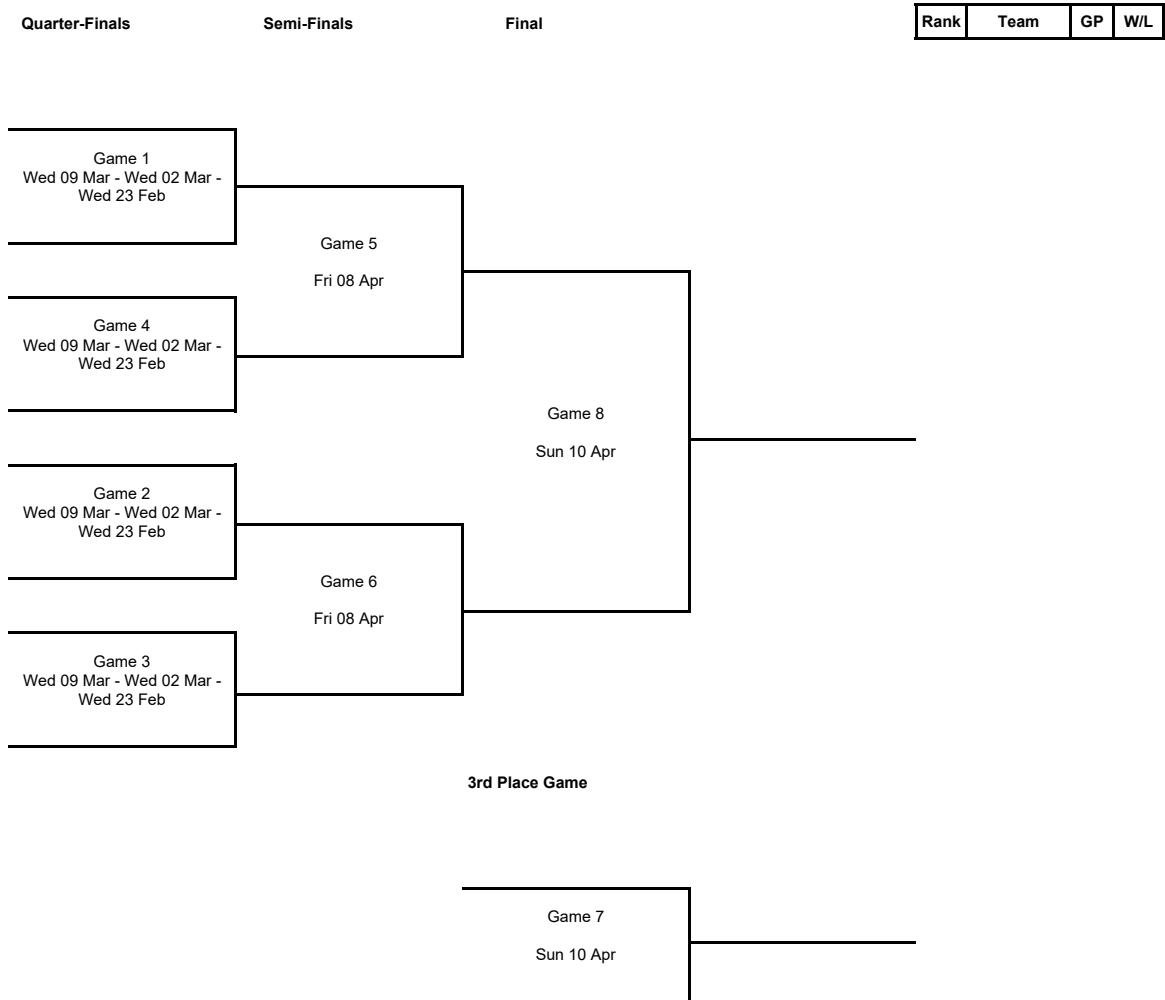 Quarter-Finals Semi-Finals Final Rank Team GP W/L
Game 1
Wed 09 Mar - Wed 02 Mar -
Wed 23 Feb
Game 5
Fri 08 Apr
Game 4
Wed 09 Mar - Wed 02 Mar -
Wed 23 Feb
Game 8
Sun 10 Apr
Game 2
Wed 09 Mar - Wed 02 Mar -
Wed 23 Feb
Game 6
Fri 08 Apr
Game 3
Wed 09 Mar - Wed 02 Mar -
Wed 23 Feb
3rd Place Game
Game 7
Sun 10 Apr